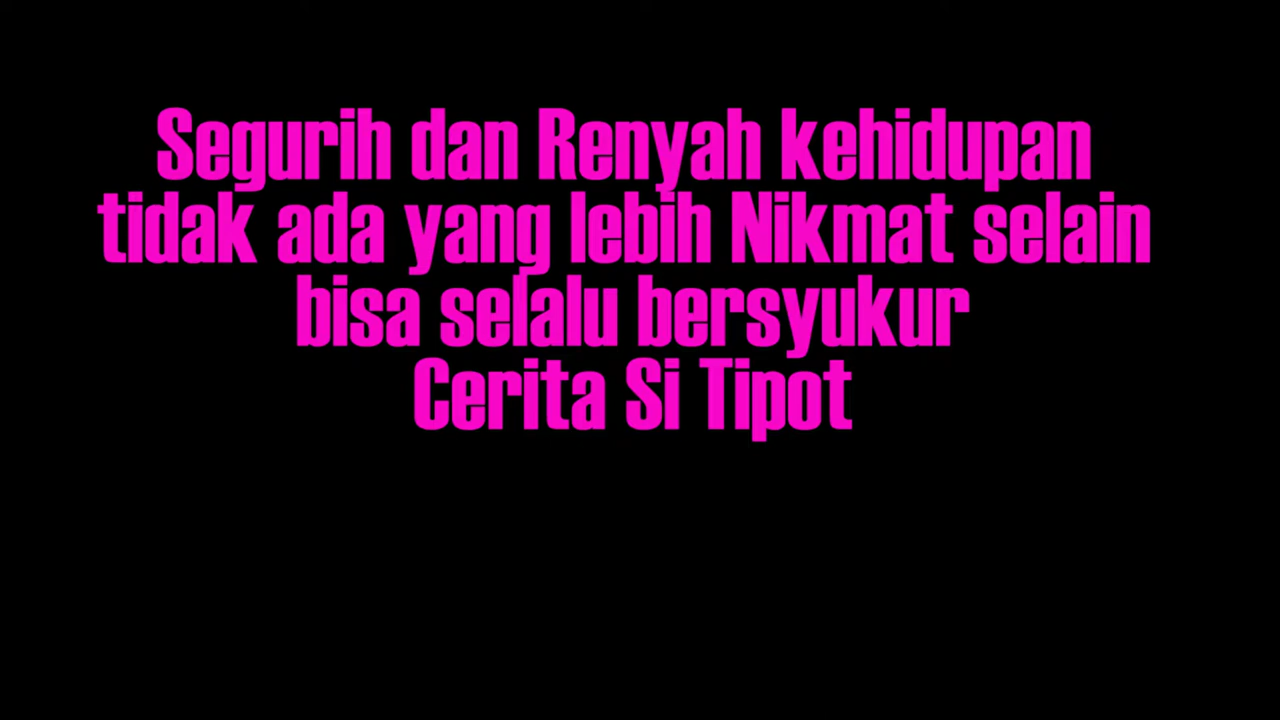 Segurih dan Renyah kehidupan
tidak ada yang lebih Nikmat selain
bisa selalu bersyukur
Cerita Si Tipot